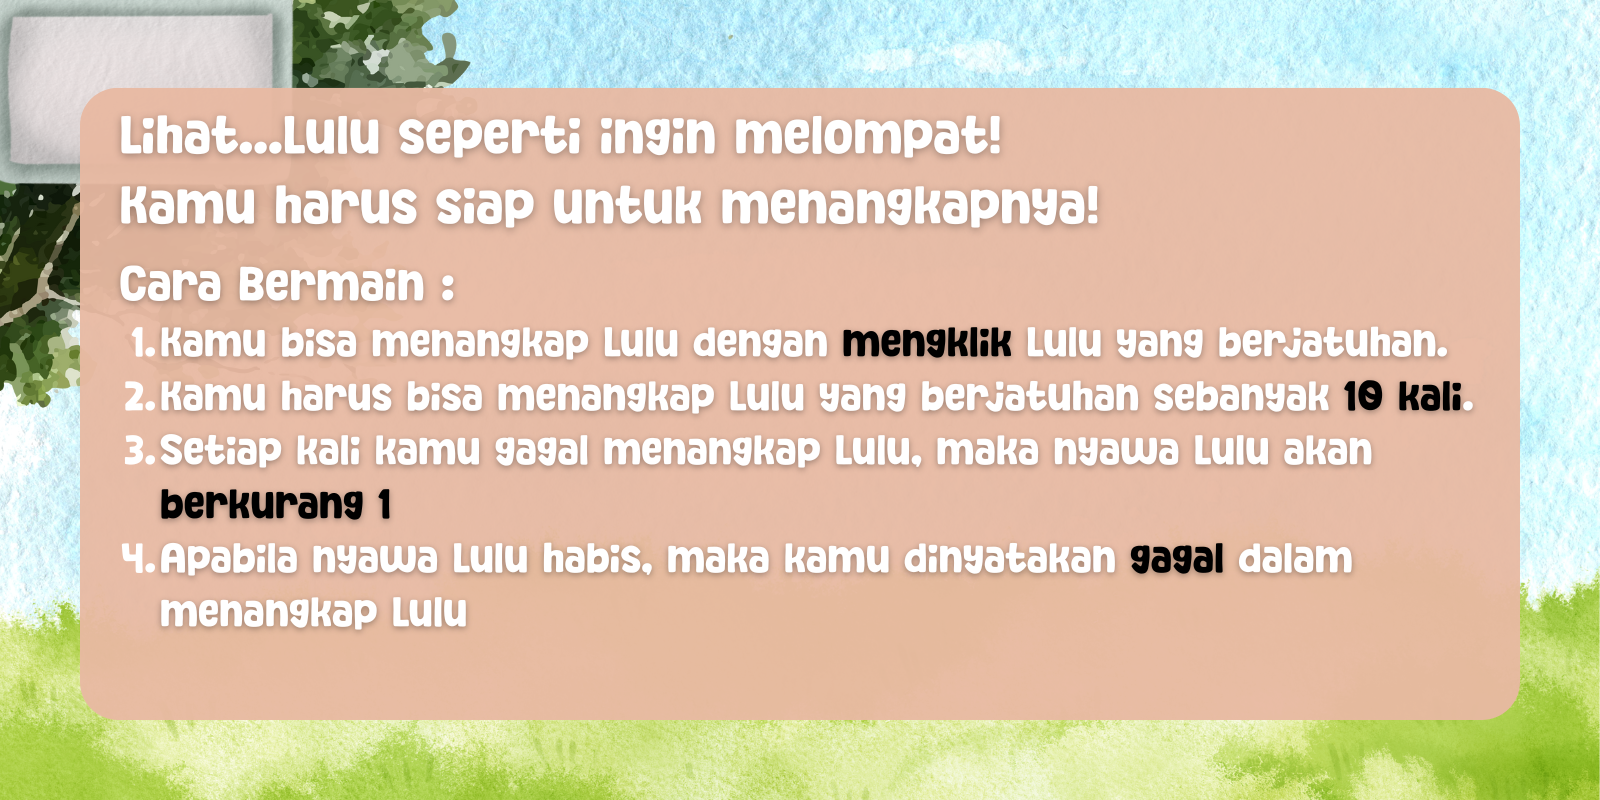 Lihat...Lulu seperti ingin melompat!
Kamu harus siap untuk menangkapnya!
Cara Bermain :
1. Kamu bisa menangkap Lulu dengan mengklik Lulu yang berjatuhan.
2. Kamu harus bisa menangkap Lulu yang berjatuhan sebanyak 10 kali.
3. Setiap kali kamu gagal menangkap Lulu, maka nyawa Lulu akan
berkurang 1
4. Apabila nyawa Lulu habis, maka kamu dinyatakan gagal dalam
menangkap Lulu